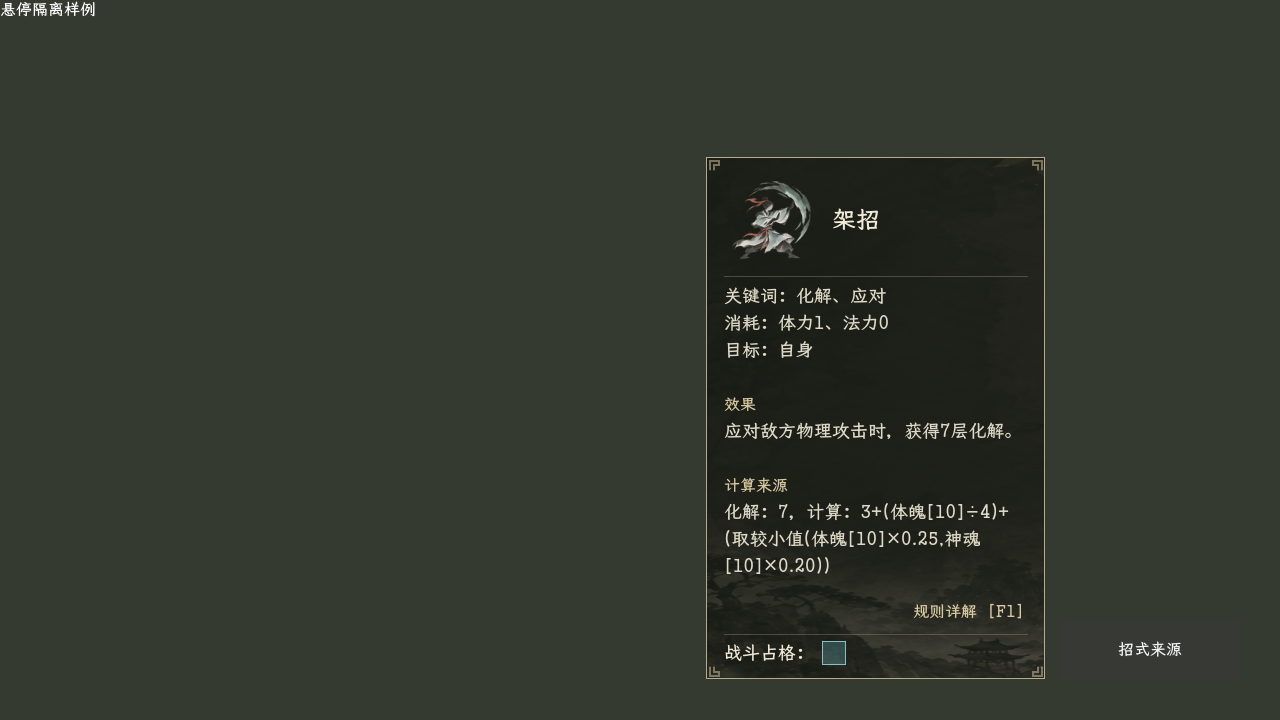 悬停隔离样例
架招
关键词：化解、应对
消耗：体力1、法力0
目标：自身
效果
应对敌方物理攻击时，获得7层化解。
计算来源
化解：7，计算：3+(体魄[10]÷4)+
(取较小值(体魄[10]×0.25,神魂
[10]×0.20))
规则详解 [F1]
战斗占格：
招式来源